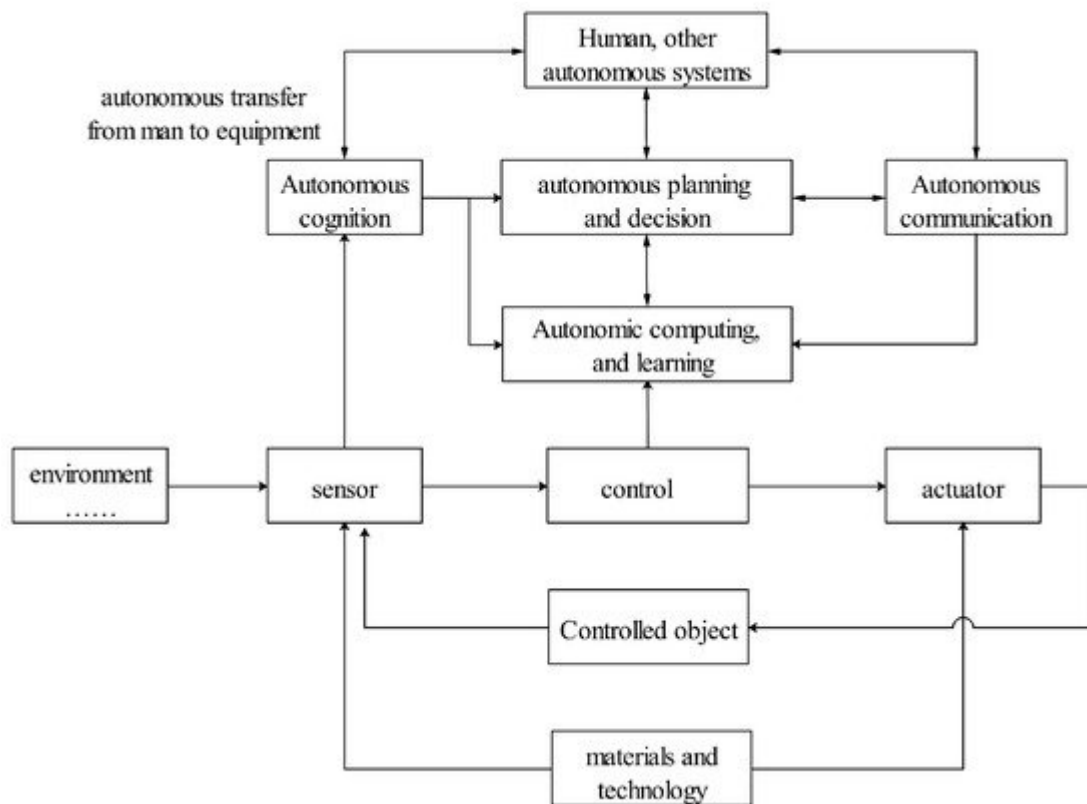 Human, other
autonomous systems
autonomous transfer
from man to equipment
Autonomous
cognition
autonomous planning
and decision
Autonomous
communication
Autonomic computing,
and learning
environment
......
sensor
control
actuator
Controlled object
materials and
technology